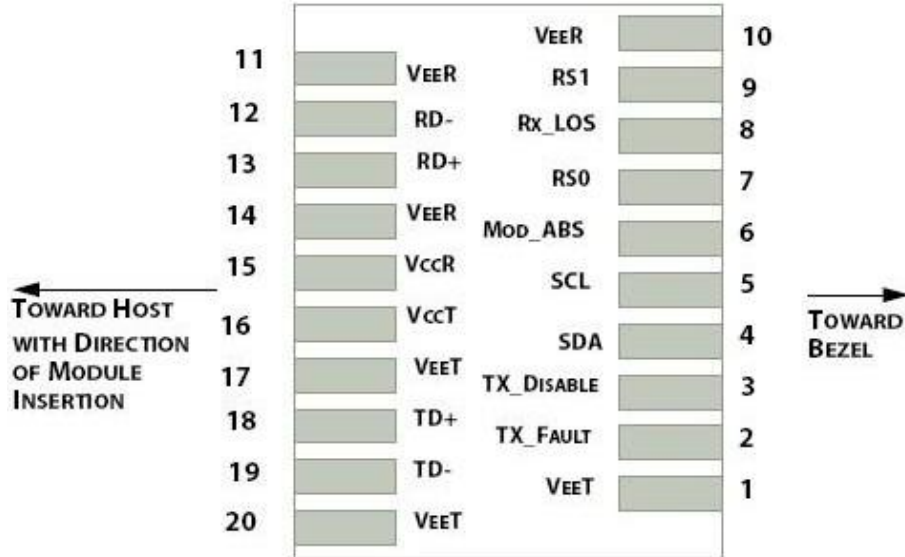 11 VEER
12 RD-
13 RD+
14 VEER
15 VCCR
16 VCCT
17 VEET
18 TD+
19 TD-
20 VEET
VEER 10
RS1 9
RX_LOS 8
RS0 7
MOD_ABS 6
SCL 5
SDA 4
TX_DISABLE 3
TX_FAULT 2
VEET 1
TOWARD HOST
WITH DIRECTION
OF MODULE
INSERTION
TOWARD
BEZEL